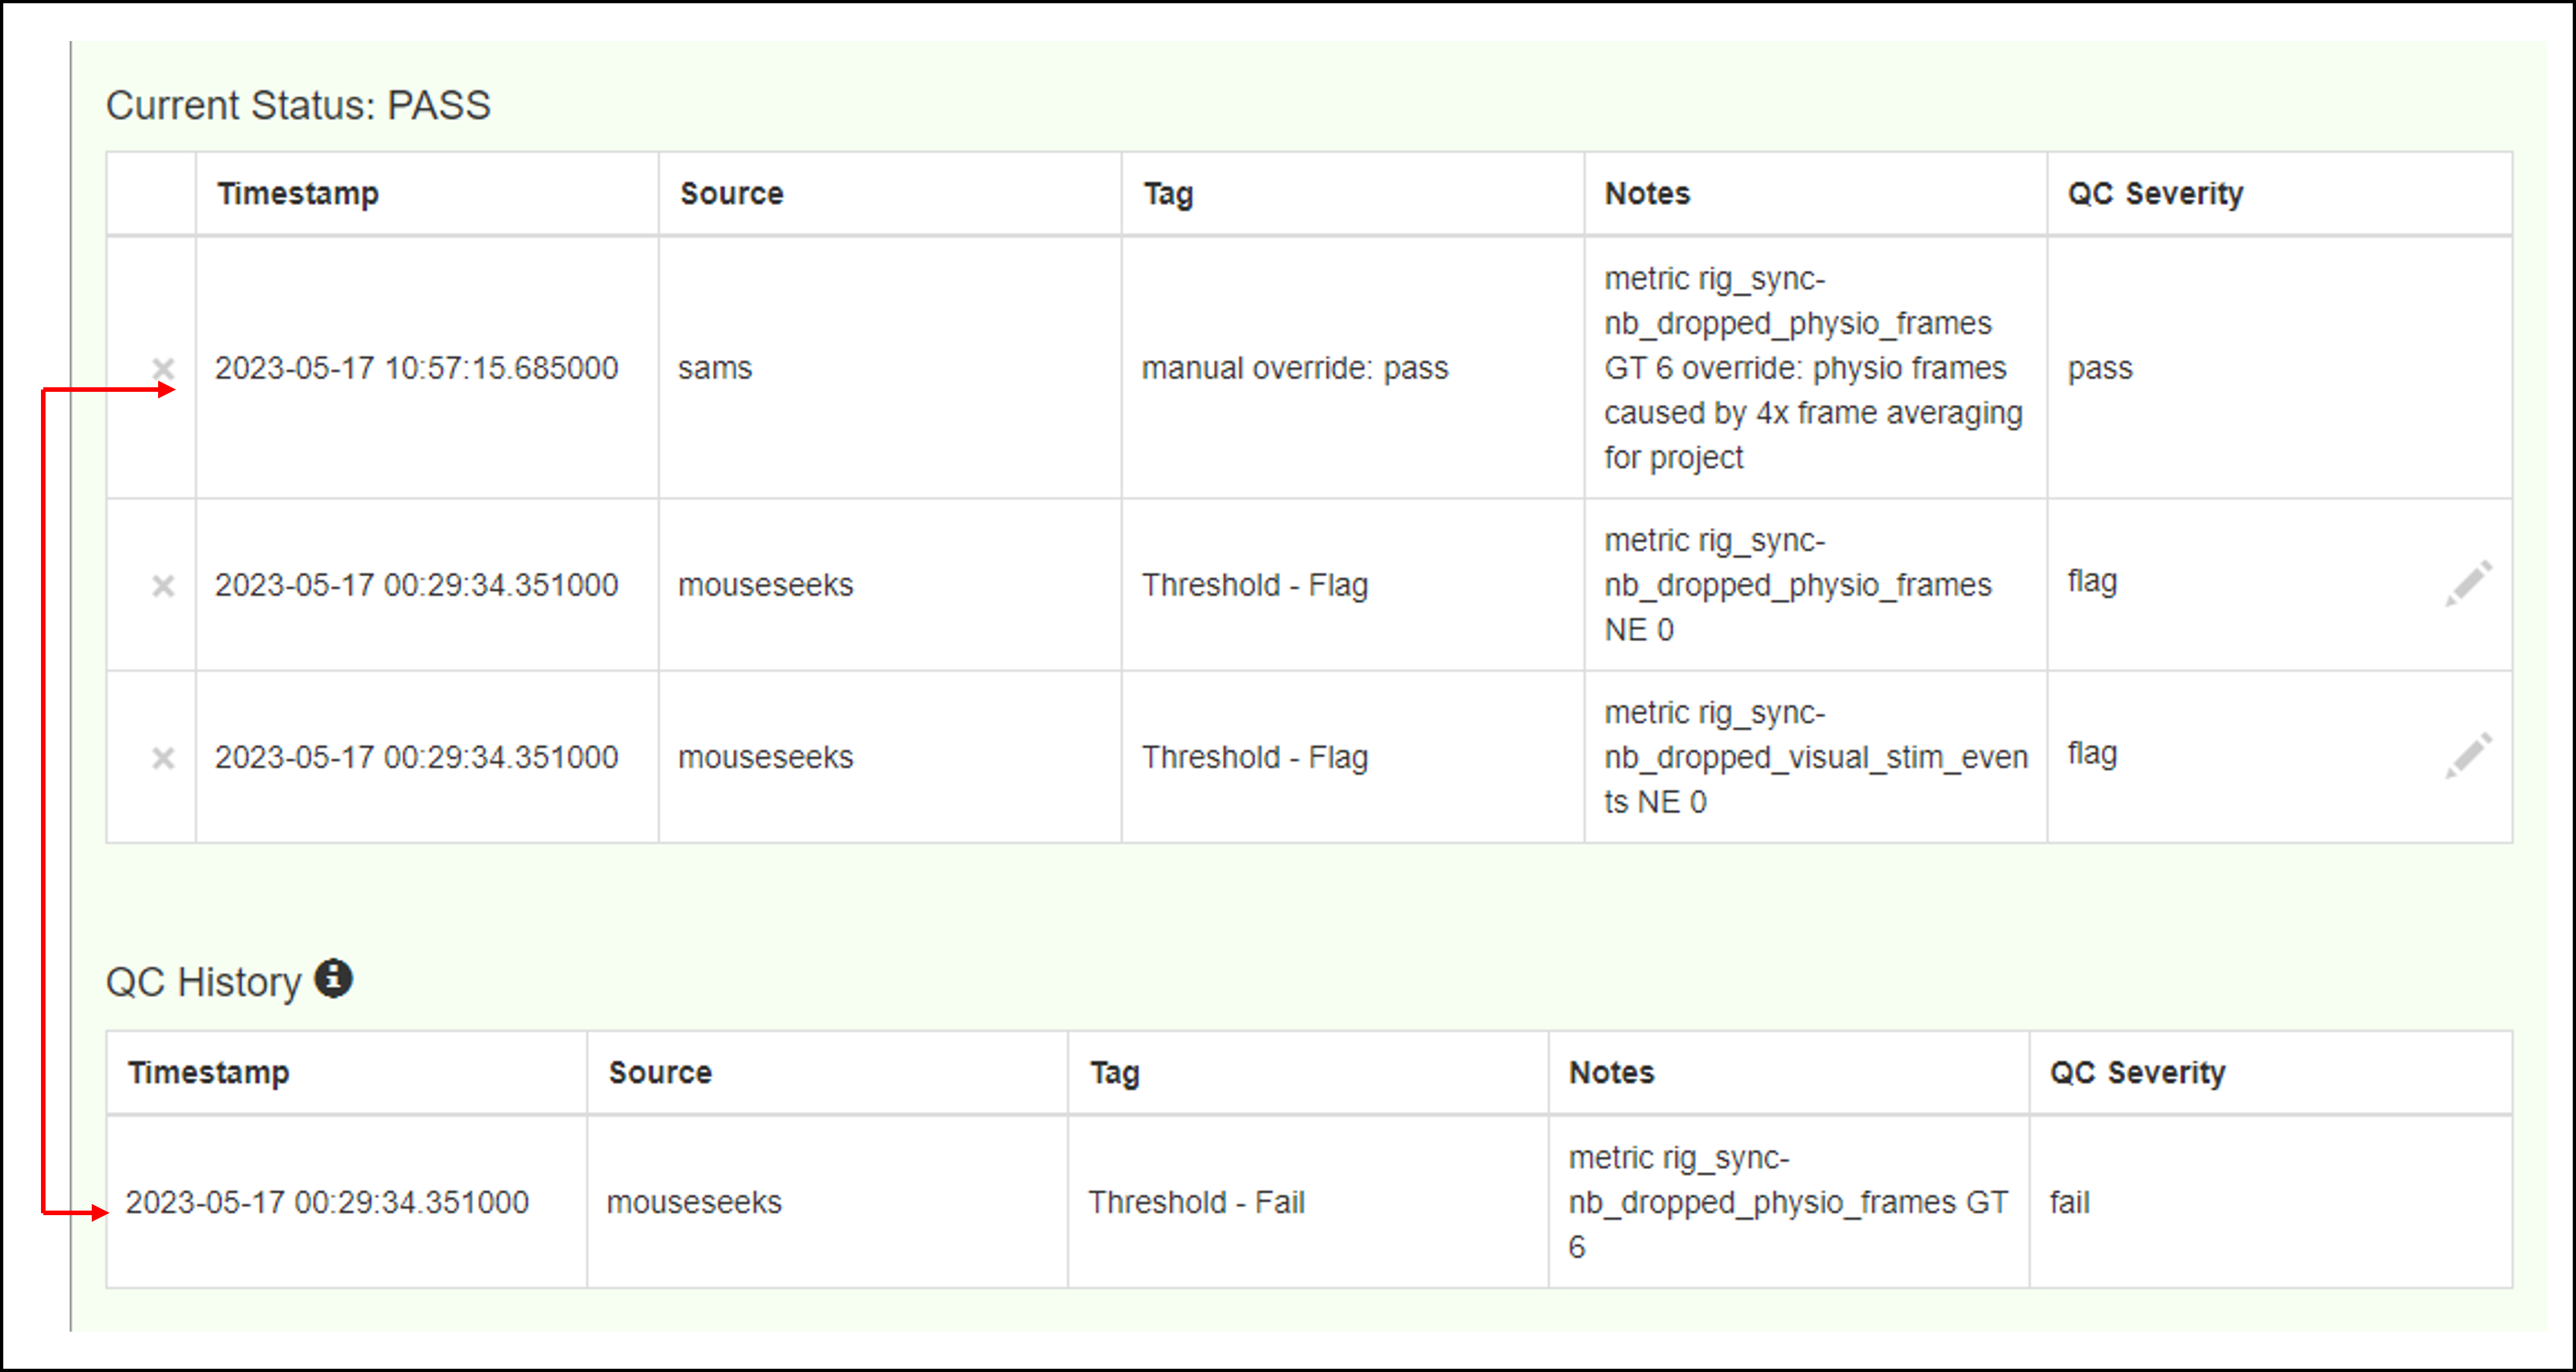 Current Status: PASS
Timestamp Source Tag Notes QC Severity
metric rig_sync-
nb_dropped_physio_frames
2023-05-17 10:57:15.685000 sams manual override: pass GT 6 override: physio frames pass
caused by 4x frame averaging
for project
metric rig_sync-
2023-05-17 00:29:34.351000 mouseseeks Threshold - Flag nb_dropped_physio_frames flag
NE 0
metric rig_sync-
2023-05-17 00:29:34.351000 mouseseeks Threshold - Flag nb_dropped_visual_stim_even flag
ts NE 0
QC History
Timestamp Source Tag Notes QC Severity
metric rig_sync-
2023-05-17 00:29:34.351000 mouseseeks Threshold - Fail nb_dropped_physio_frames GT fail
6